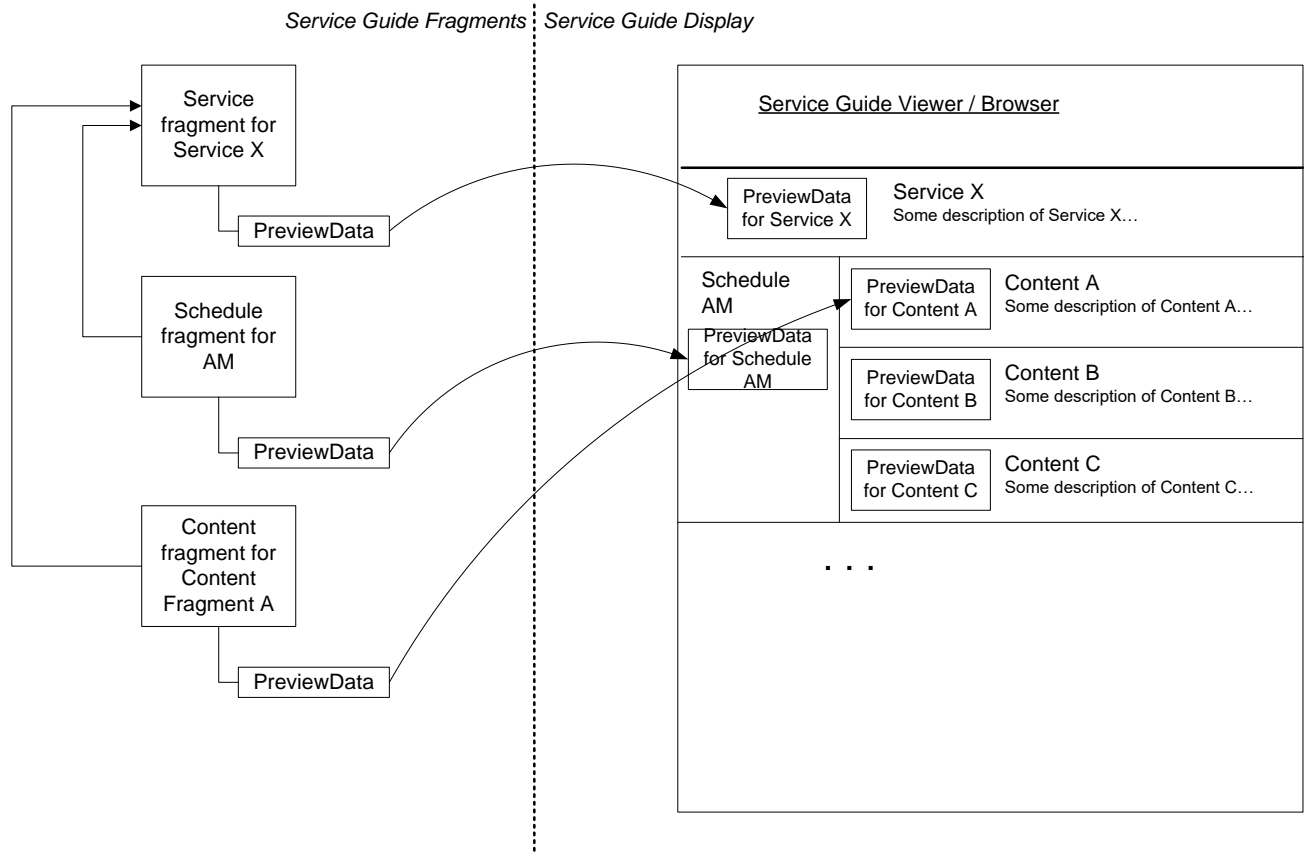 Service Guide Fragments
Service Guide Display
Service
fragment for
Service X
PreviewData
Schedule
fragment for
AM
PreviewData
Content
fragment for
Content
Fragment A
PreviewData
Service Guide Viewer / Browser
PreviewData
for Service X
Service X
Some description of Service X…
Schedule
AM
PreviewData
for Schedule
AM
PreviewData
for Content A
Content A
Some description of Content A…
PreviewData
for Content B
Content B
Some description of Content B…
PreviewData
for Content C
Content C
Some description of Content C…
. . .